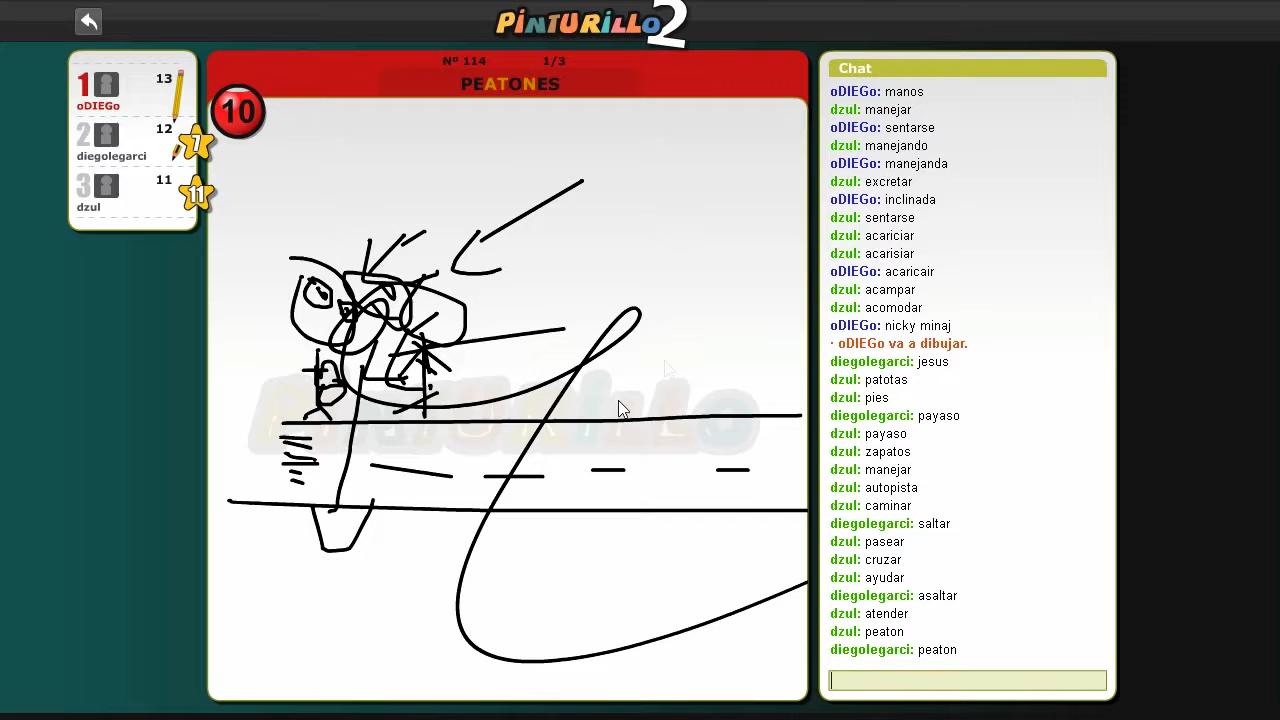 PINTURILLO 2
Nº 114 1/3
PEATONES
10
1 13
oDIEGo
2 12
diegolegarci
7
3 11
dzul
11
PINTURILLO
Chat
oDIEGo: manos
dzul: manejar
oDIEGo: sentarse
dzul: menejando
oDIEGo: manejanda
dzul: excretar
oDIEGo: inclinada
dzul: senarse
dzul: acariciar
dzul: acarisiar
oDIEGo: acaricair
dzul: acampar
dzul: acomodar
oDIEGo: nicky minaj
· oDIEGo va a dibujar.
diegolegarci: jesus
dzul: patotas
dzul: pies
diegolegarci: payaso
dzul: payaso
dzul: zapatos
dzul: manejar
dzul: autopista
dzul: caminar
diegolegarci: saltar
dzul: pasear
dzul: cruzar
dzul: ayudar
diegolegarci: asaltar
dzul: atender
dzul: peaton
diegolegarci: peaton